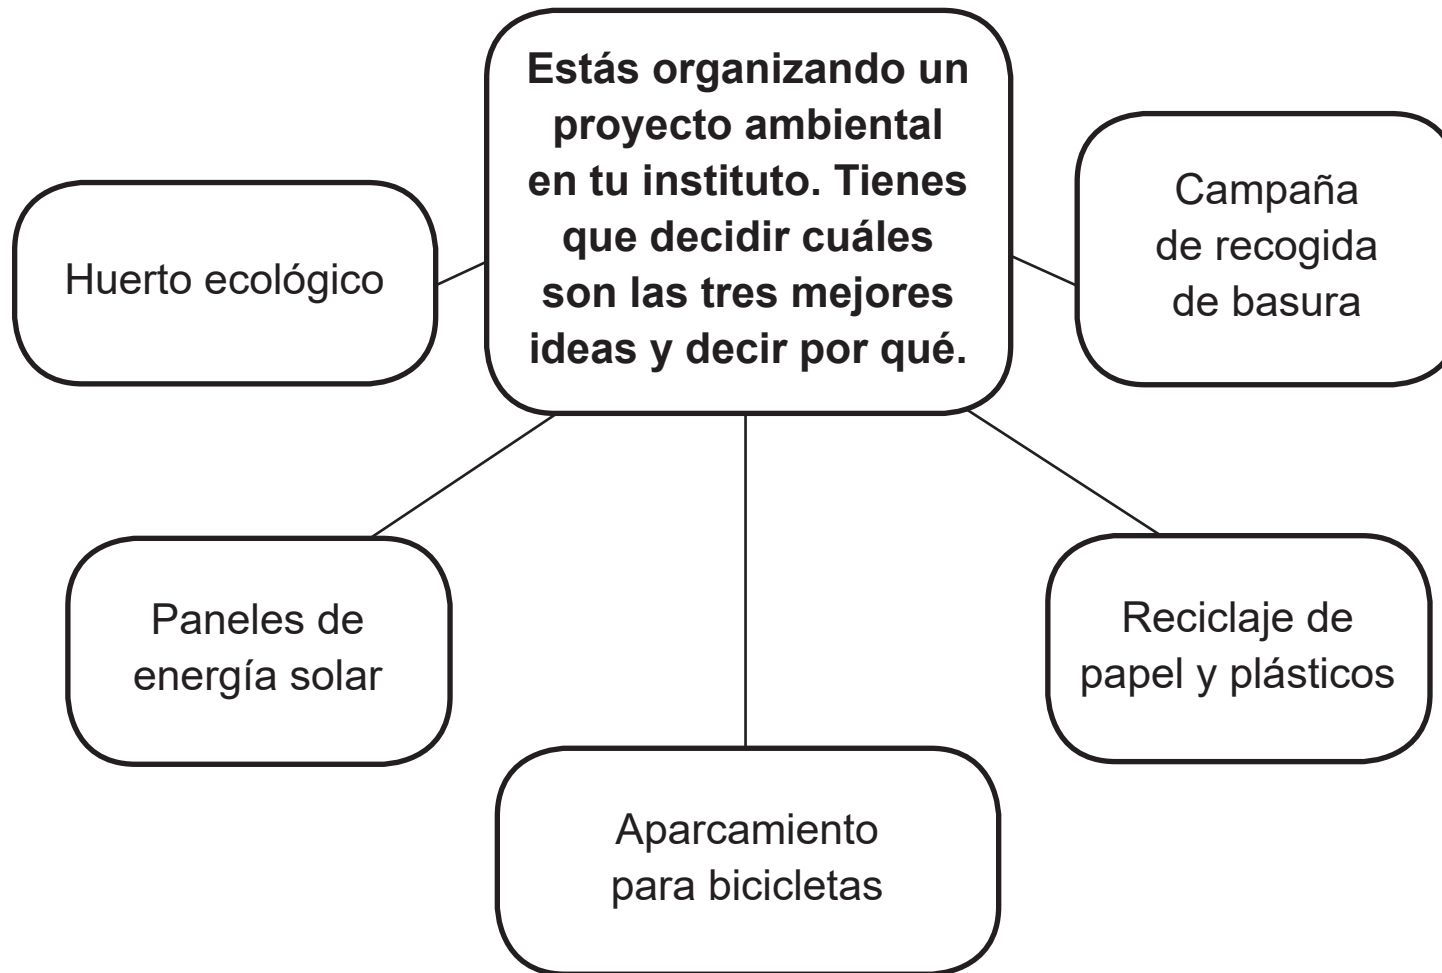 Estás organizando un
proyecto ambiental
en tu instituto. Tienes
que decidir cuáles
son las tres mejores
ideas y decir por qué.
Huerto ecológico
Campaña
de recogida
de basura
Paneles de
energía solar
Reciclaje de
papel y plásticos
Aparcamiento
para bicicletas